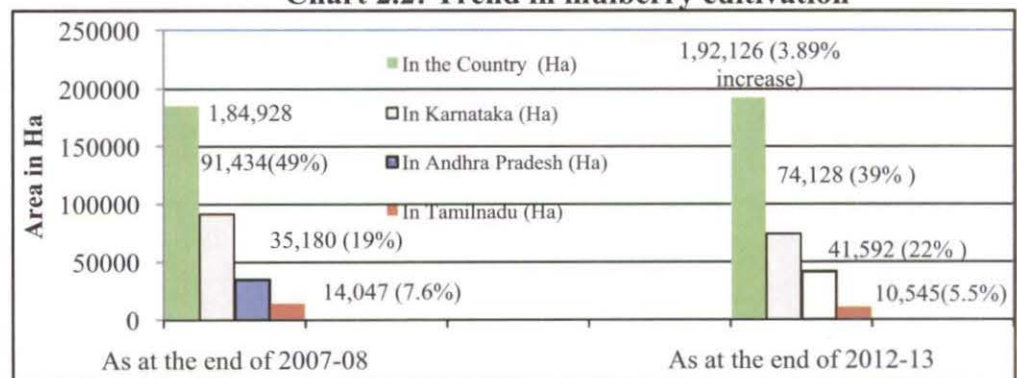 250000
200000
150000
100000
50000
0
Area in Ha
In the Country (Ha)
In Karnataka (Ha)
In Andhra Pradesh (Ha)
In Tamilnadu (Ha)
1,84,928
91,434(49%)
35,180 (19%)
14,047 (7.6%)
1,92,126 (3.89%
increase)
74,128 (39% )
41,592 (22% )
10,545(5.5%)
As at the end of 2007-08
As at the end of 2012-13